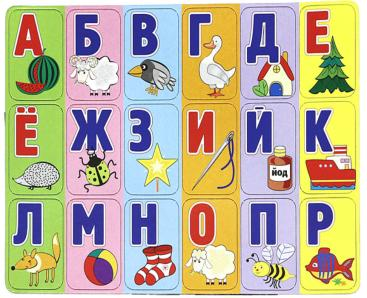 А Б В Г Д Е
Ё Ж З И Й К
йод
Л М Н О П Р